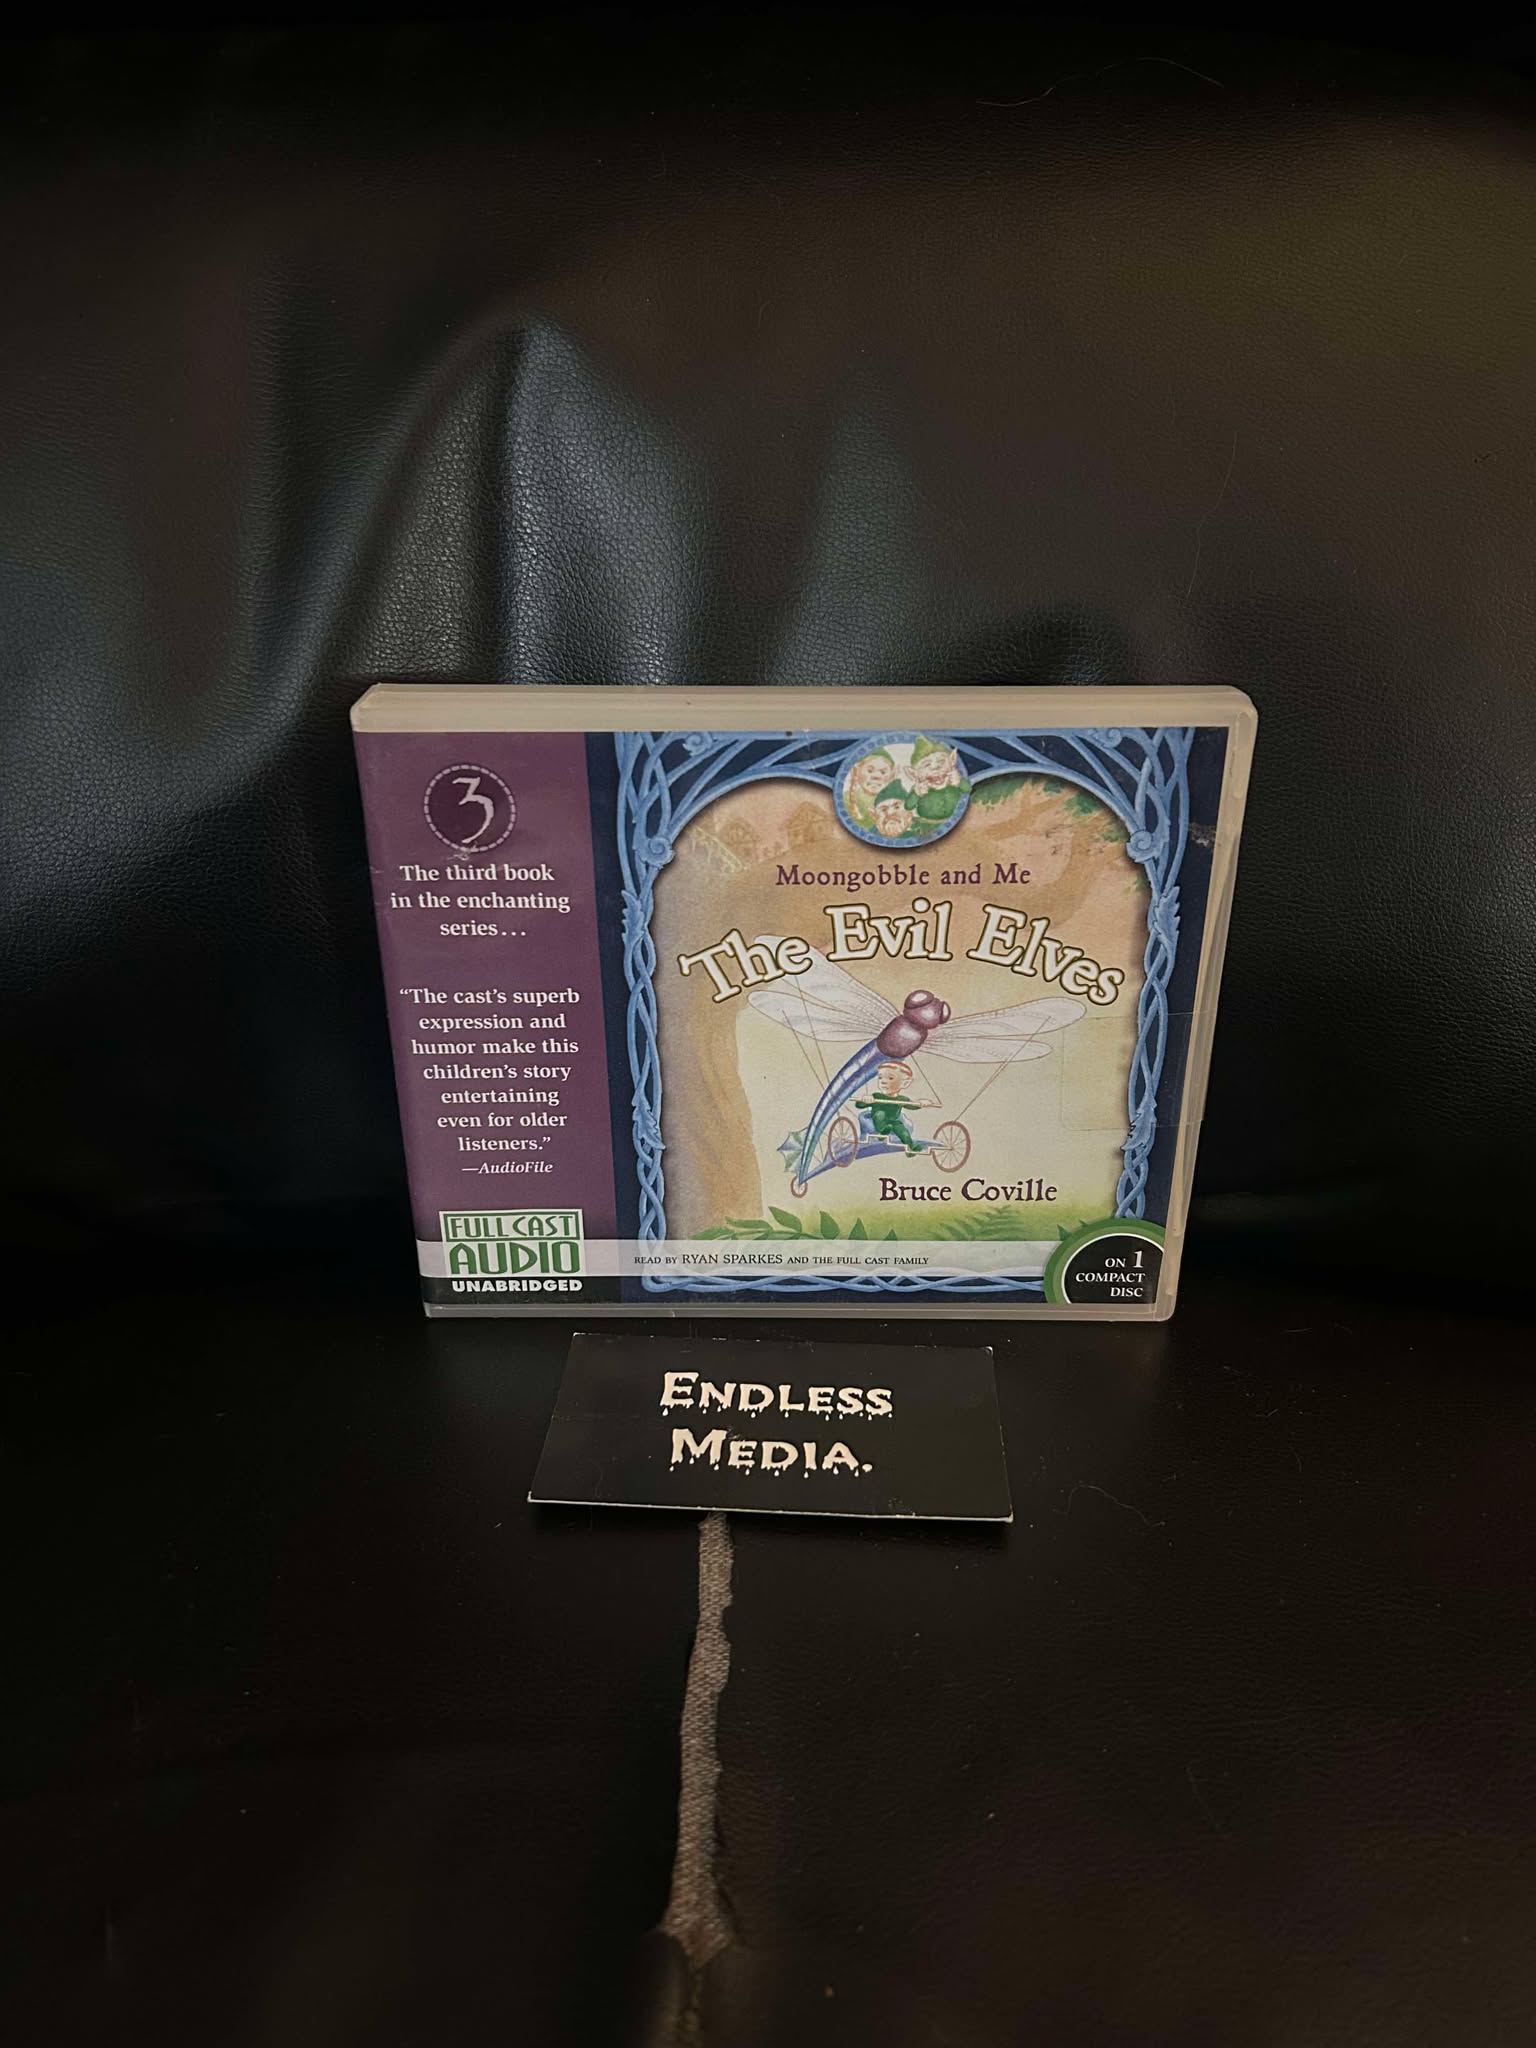 3
The third book
in the enchanting
series...
“The cast’s superb
expression and
humor make this
children’s story
entertaining
even for older
listeners.”
—AudioFile
FULL CAST
AUDIO
UNABRIDGED
Moongobble and Me
The Evil Elves
Bruce Coville
READ BY RYAN SPARKES AND THE FULL CAST FAMILY
ON 1
COMPACT
DISC
ENDLESS
MEDIA.